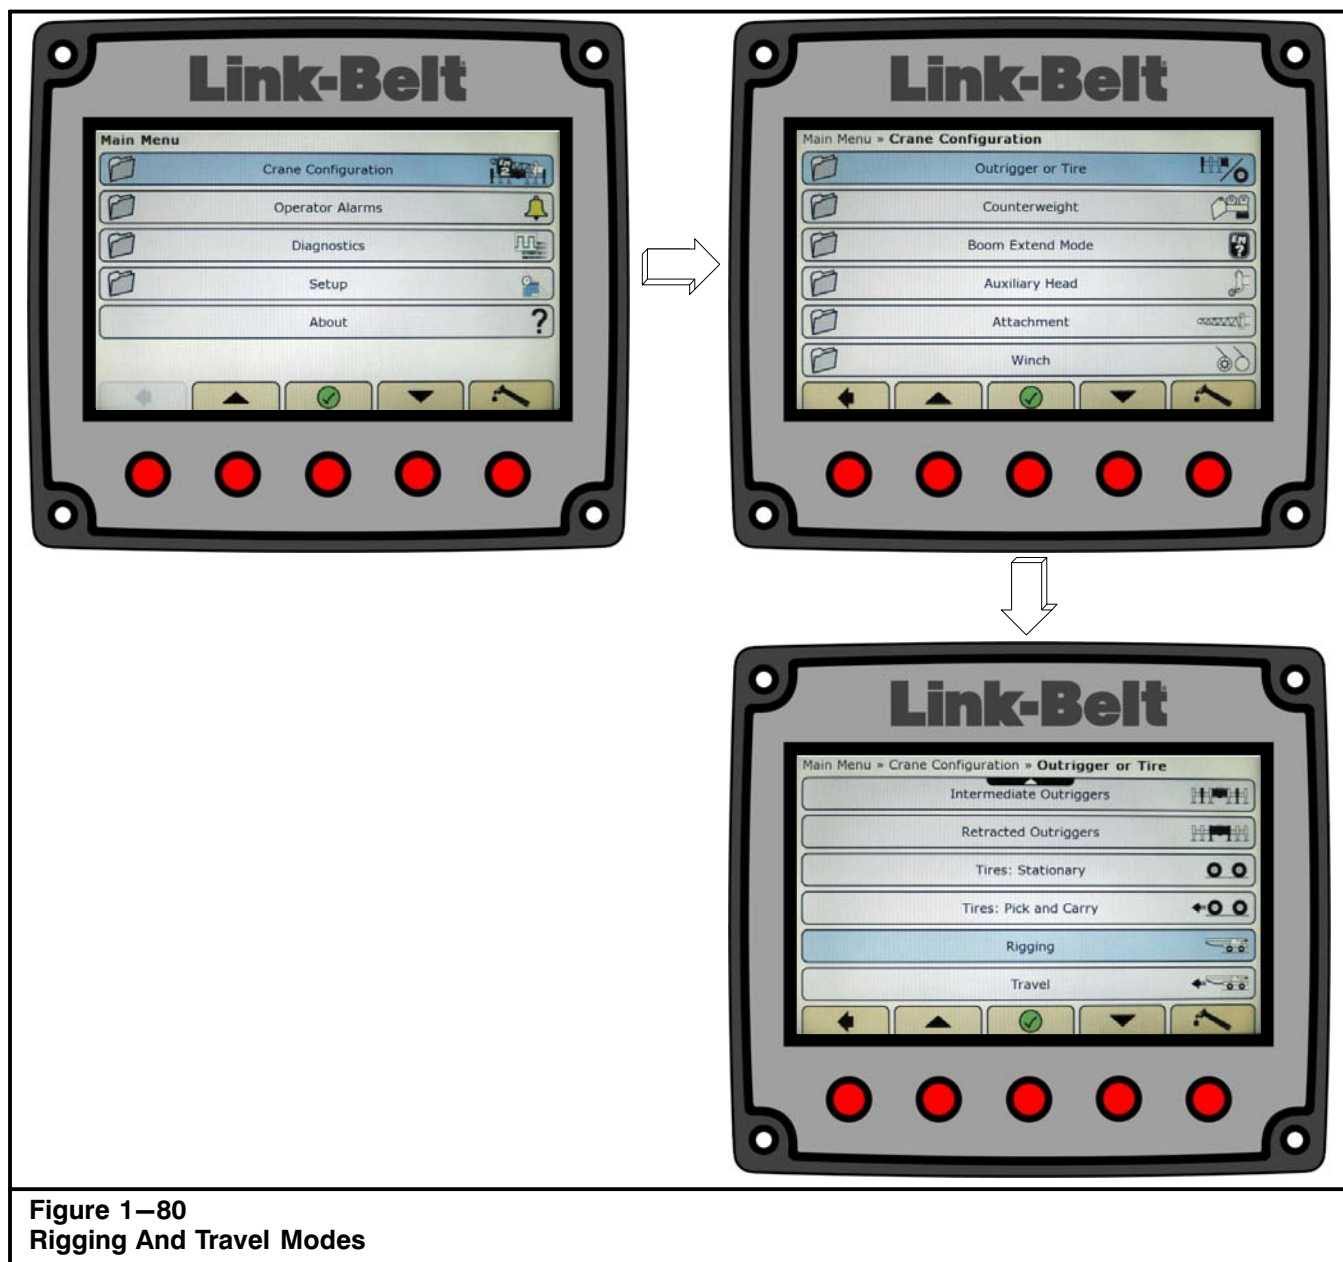 Link-Belt
Main Menu
Crane Configuration
Operator Alarms
Diagnostics
Setup
About
?
Link-Belt
Main Menu » Crane Configuration
Outrigger or Tire
Counterweight
Boom Extend Mode
Auxiliary Head
Attachment
Winch
Link-Belt
Main Menu » Crane Configuration » Outrigger or Tire
Intermediate Outriggers
Retracted Outriggers
Tires: Stationary
Tires: Pick and Carry
Rigging
Travel
Figure 1–80
Rigging And Travel Modes